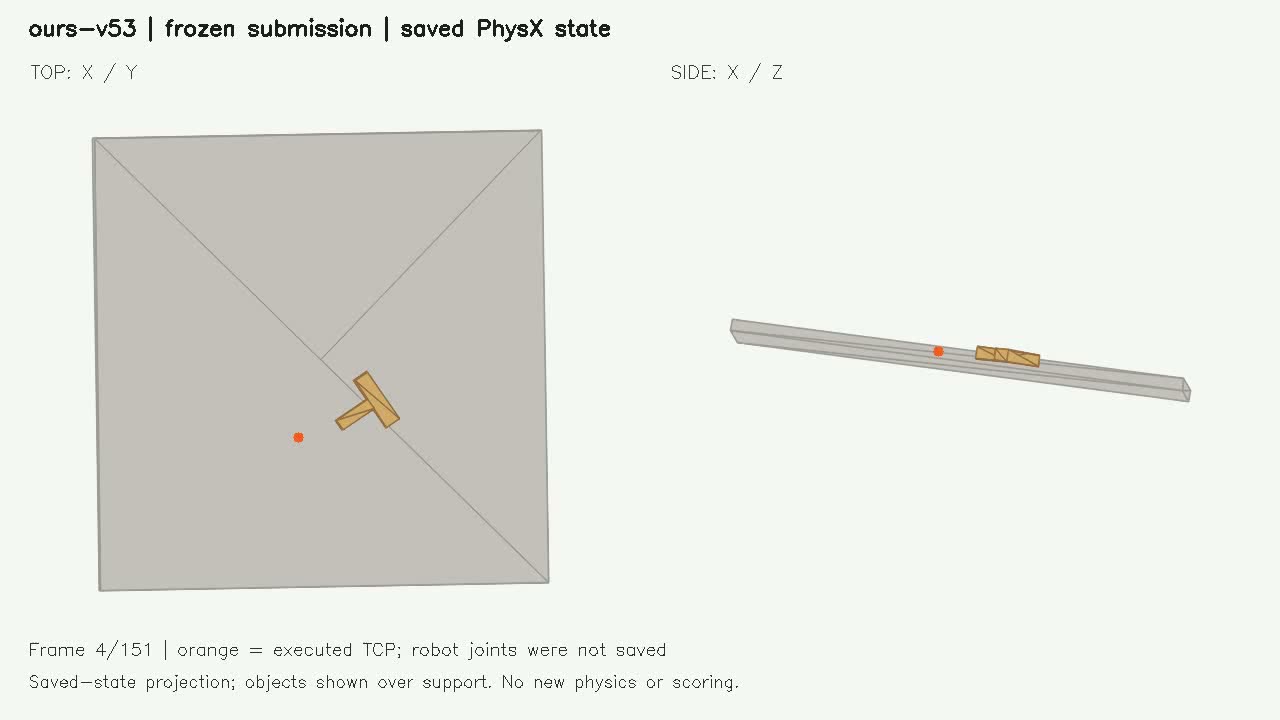 ours-v53 | frozen submission | saved PhysX state
TOP: X / Y
SIDE: X / Z
Frame 4/151 | orange = executed TCP; robot joints were not saved
Saved-state projection; objects shown over support. No new physics or scoring.